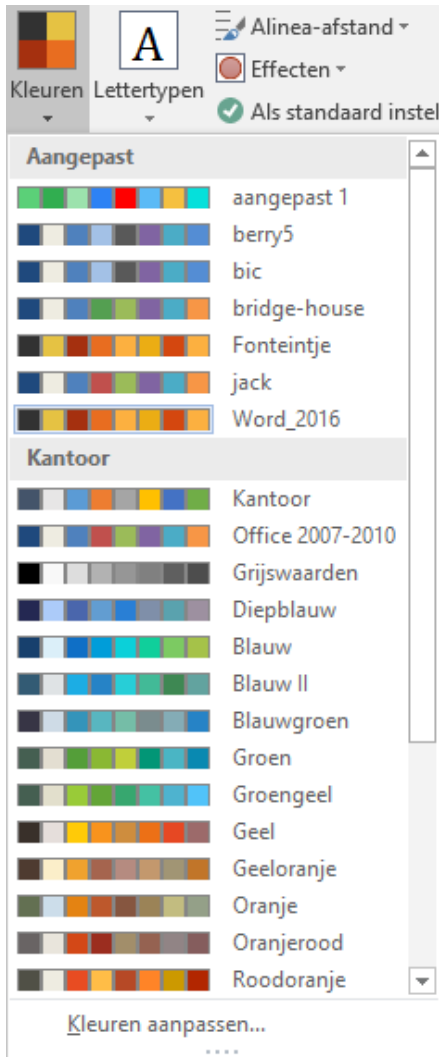 Kleuren
A
Lettertypen
Alinea-afstand
Effecten
Als standaard instel
Aangepast
aangepast 1
berry5
bic
bridge-house
Fonteintje
jack
Word_2016
Kantoor
Kantoor
Office 2007-2010
Grijswaarden
Diepblauw
Blauw
Blauw II
Blauwgroen
Groen
Groengeel
Geel
Geeloranje
Oranje
Oranjerood
Roodoranje
Kleuren aanpassen...